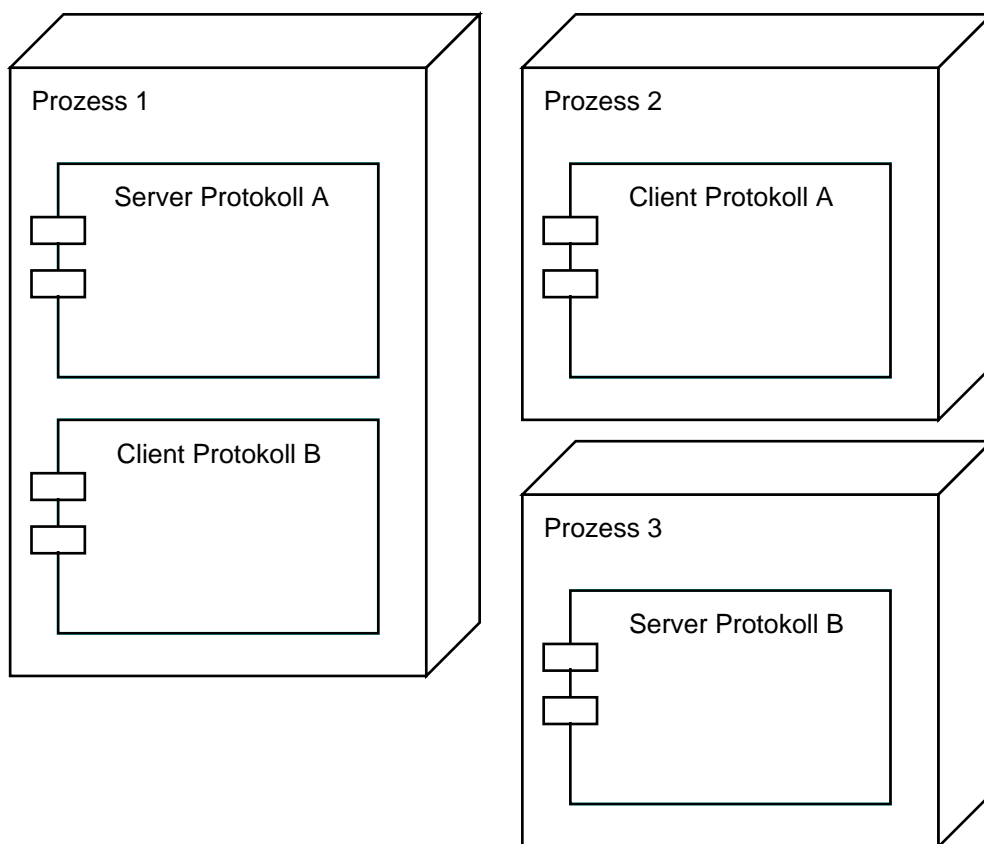 Prozess 1
Server Protokoll A
Client Protokoll B
Prozess 2
Client Protokoll A
Prozess 3
Server Protokoll B